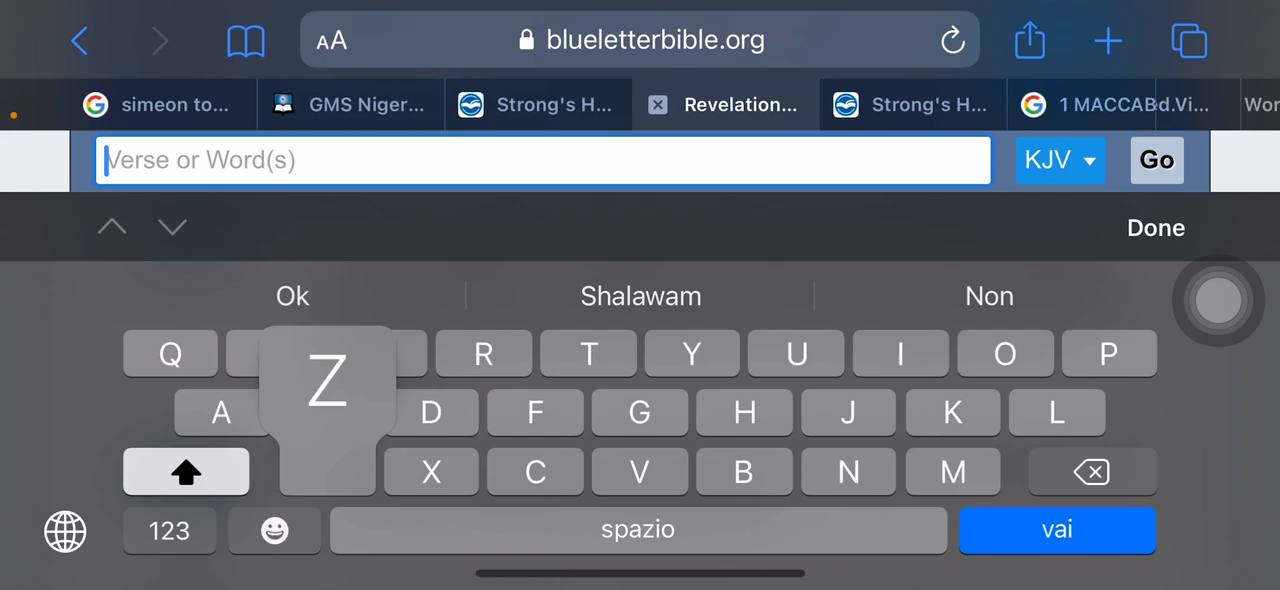 AA blueletterbible.org
simeon to... GMS Niger... Strong's H... Revelation... Strong's H... 1 MACCAB d.Vi... Wor
Verse or Word(s) KJV Go
Done
Ok Shalawam Non
Q R T Y U I O P
Z
A D F G H J K L
X C V B N M
123 spazio vai